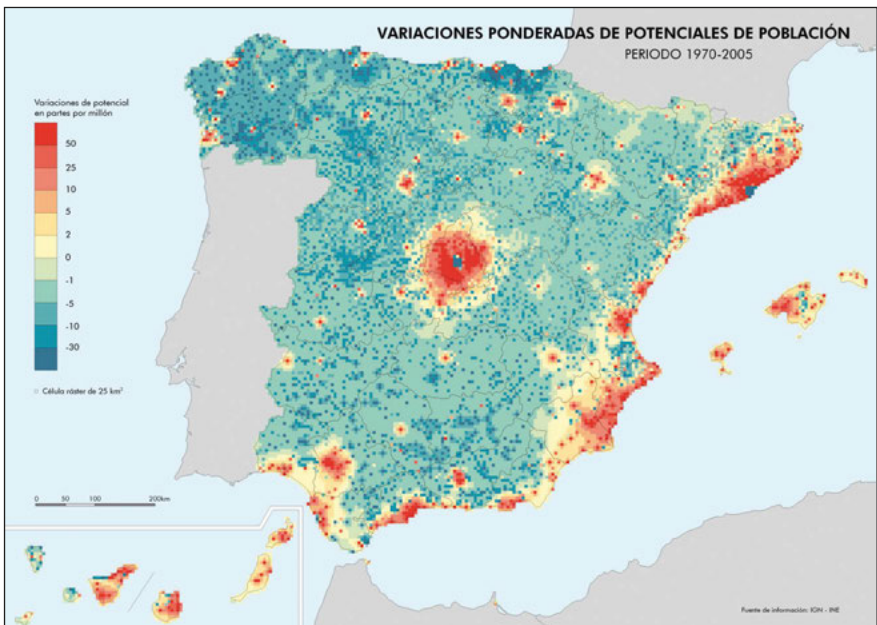 VARIACIONES PONDERADAS DE POTENCIALES DE POBLACIÓN
PERIODO 1970-2005
Variaciones de potencial
en partes por millón
50
25
10
5
2
0
-1
-5
-10
-30
Célula ráster de 25 km²
0 50 100 200km
Fuente de información: IGN - INE